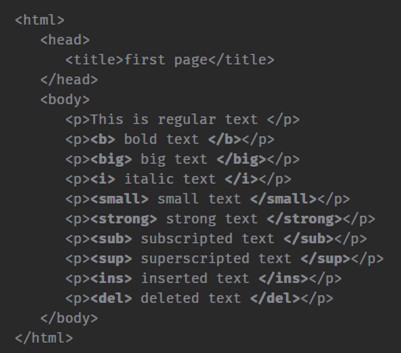 <html>
<head>
<title>first page</title>
</head>
<body>
<p>This is regular text </p>
<p><b> bold text </b></p>
<p><big> big text </big></p>
<p><i> italic text </i></p>
<p><small> small text </small></p>
<p><strong> strong text </strong></p>
<p><sub> subscripted text </sub></p>
<p><sup> superscripted text </sup></p>
<p><ins> inserted text </ins></p>
<p><del> deleted text </del></p>
</body>
</html>